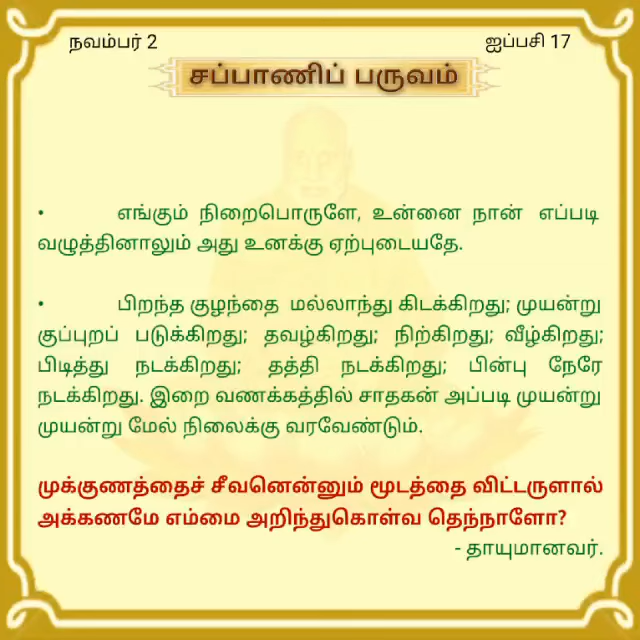 நவம்பர் 2
ஐப்பசி 17
சப்பாணிப் பருவம்
• எங்கும் நிறைபொருளே, உன்னை நான் எப்படி
வழுத்தினாலும் அது உனக்கு ஏற்புடையதே.
• பிறந்த குழந்தை மல்லாந்து கிடக்கிறது; முயன்று
குப்புறப் படுக்கிறது; தவழ்கிறது; நிற்கிறது; வீழ்கிறது;
பிடித்து நடக்கிறது; தத்தி நடக்கிறது; பின்பு நேரே
நடக்கிறது. இறை வணக்கத்தில் சாதகன் அப்படி முயன்று
முயன்று மேல் நிலைக்கு வரவேண்டும்.
முக்குணத்தைச் சீவனென்னும் மூடத்தை விட்டருளால்
அக்கணமே எம்மை அறிந்துகொள்வ தெந்நாளோ?
- தாயுமானவர்.